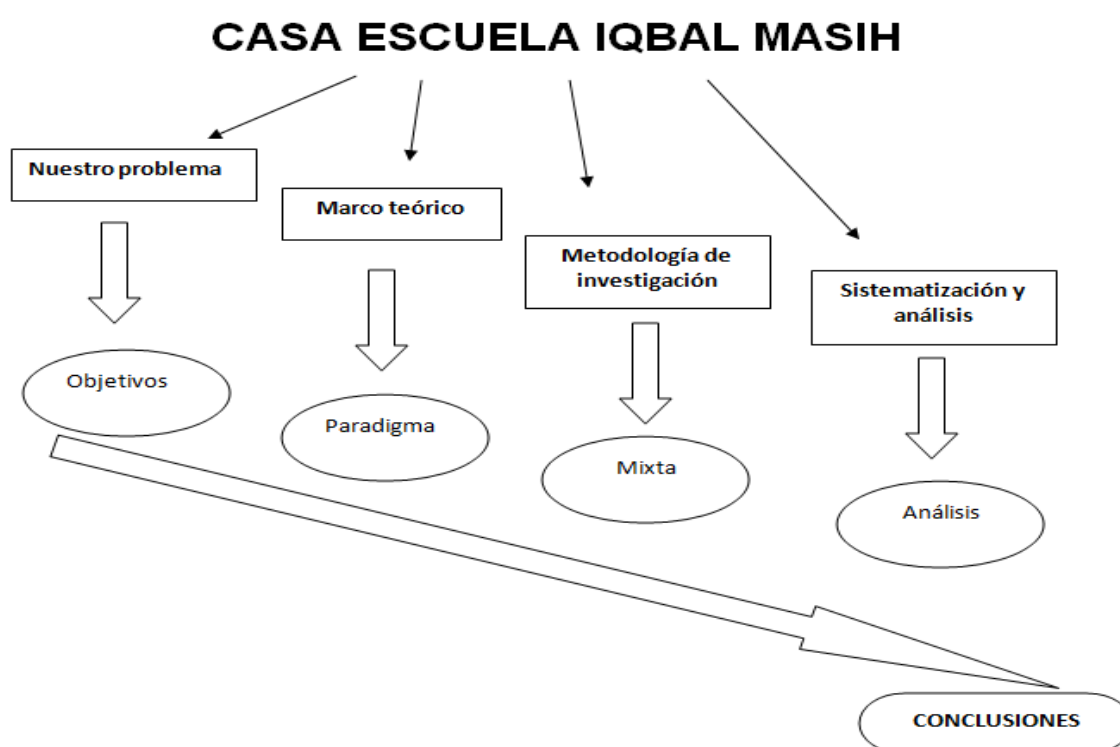 CASA ESCUELA IQBAL MASIH
Nuestro problema
Marco teórico
Metodología de
investigación
Sistematización y
análisis
Objetivos
Paradigma
Mixta
Análisis
CONCLUSIONES